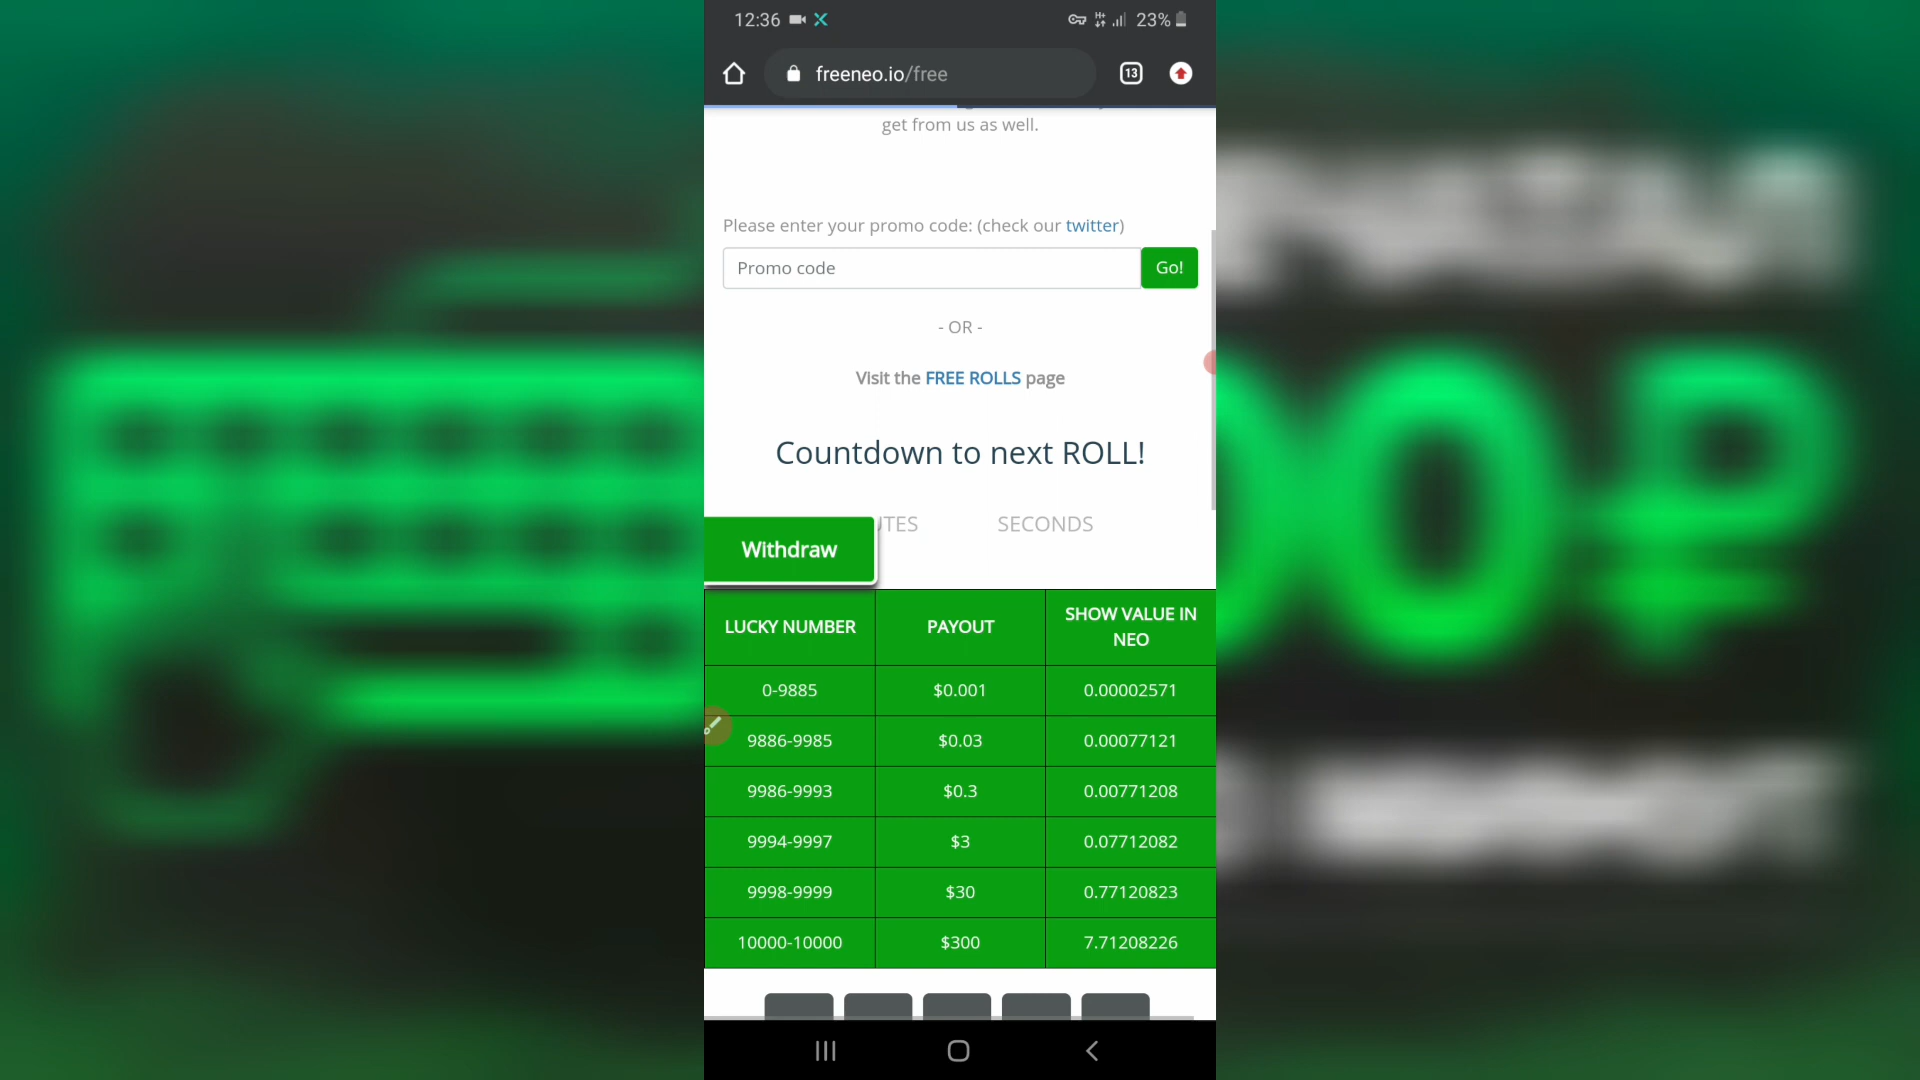 12:36
23%
freeneo.io/free
13
get from us as well.
Please enter your promo code: (check our twitter)
Promo code
Go!
- OR -
Visit the FREE ROLLS page
Countdown to next ROLL!
UTES SECONDS
Withdraw
LUCKY NUMBER PAYOUT SHOW VALUE IN NEO
0-9885 $0.001 0.00002571
9886-9985 $0.03 0.00077121
9986-9993 $0.3 0.00771208
9994-9997 $3 0.07712082
9998-9999 $30 0.77120823
10000-10000 $300 7.71208226